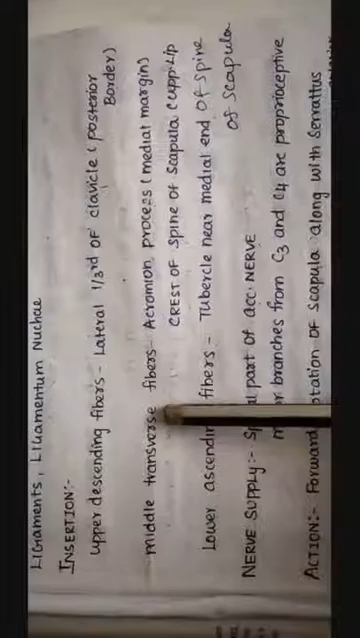 LIGAMENTS, LIGAMENTUM NUCHAE
INSERTION:-
Upper descending fibers - Lateral 1/3rd OF clavicle (Posterior
Border)
middle transverse fibers - Acromion process (medial margin)
CREST OF Spine OF Scapula (upp. Lip
Lower ascendin fibers - Tubercle near medial end OF Spine
OF Scapula
NERVE SUPPLY:- Sp l part of acc. NERVE
r branches from C3 and C4 are proprioceptive
ACTION:- Forward otation OF scapula along with Serrattus